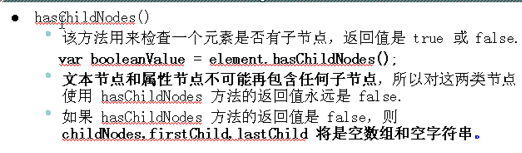 hasChildNodes()
该方法用来检查一个元素是否有子节点，返回值是 true 或 false.
var booleanValue = element.hasChildNodes();
文本节点和属性节点不可能再包含任何子节点，所以对这两类节点
使用 hasChildNodes 方法的返回值永远是 false.
如果 hasChildNodes 方法的返回值是 false，则
childNodes,firstChild,lastChild 将是空数组和空字符串。